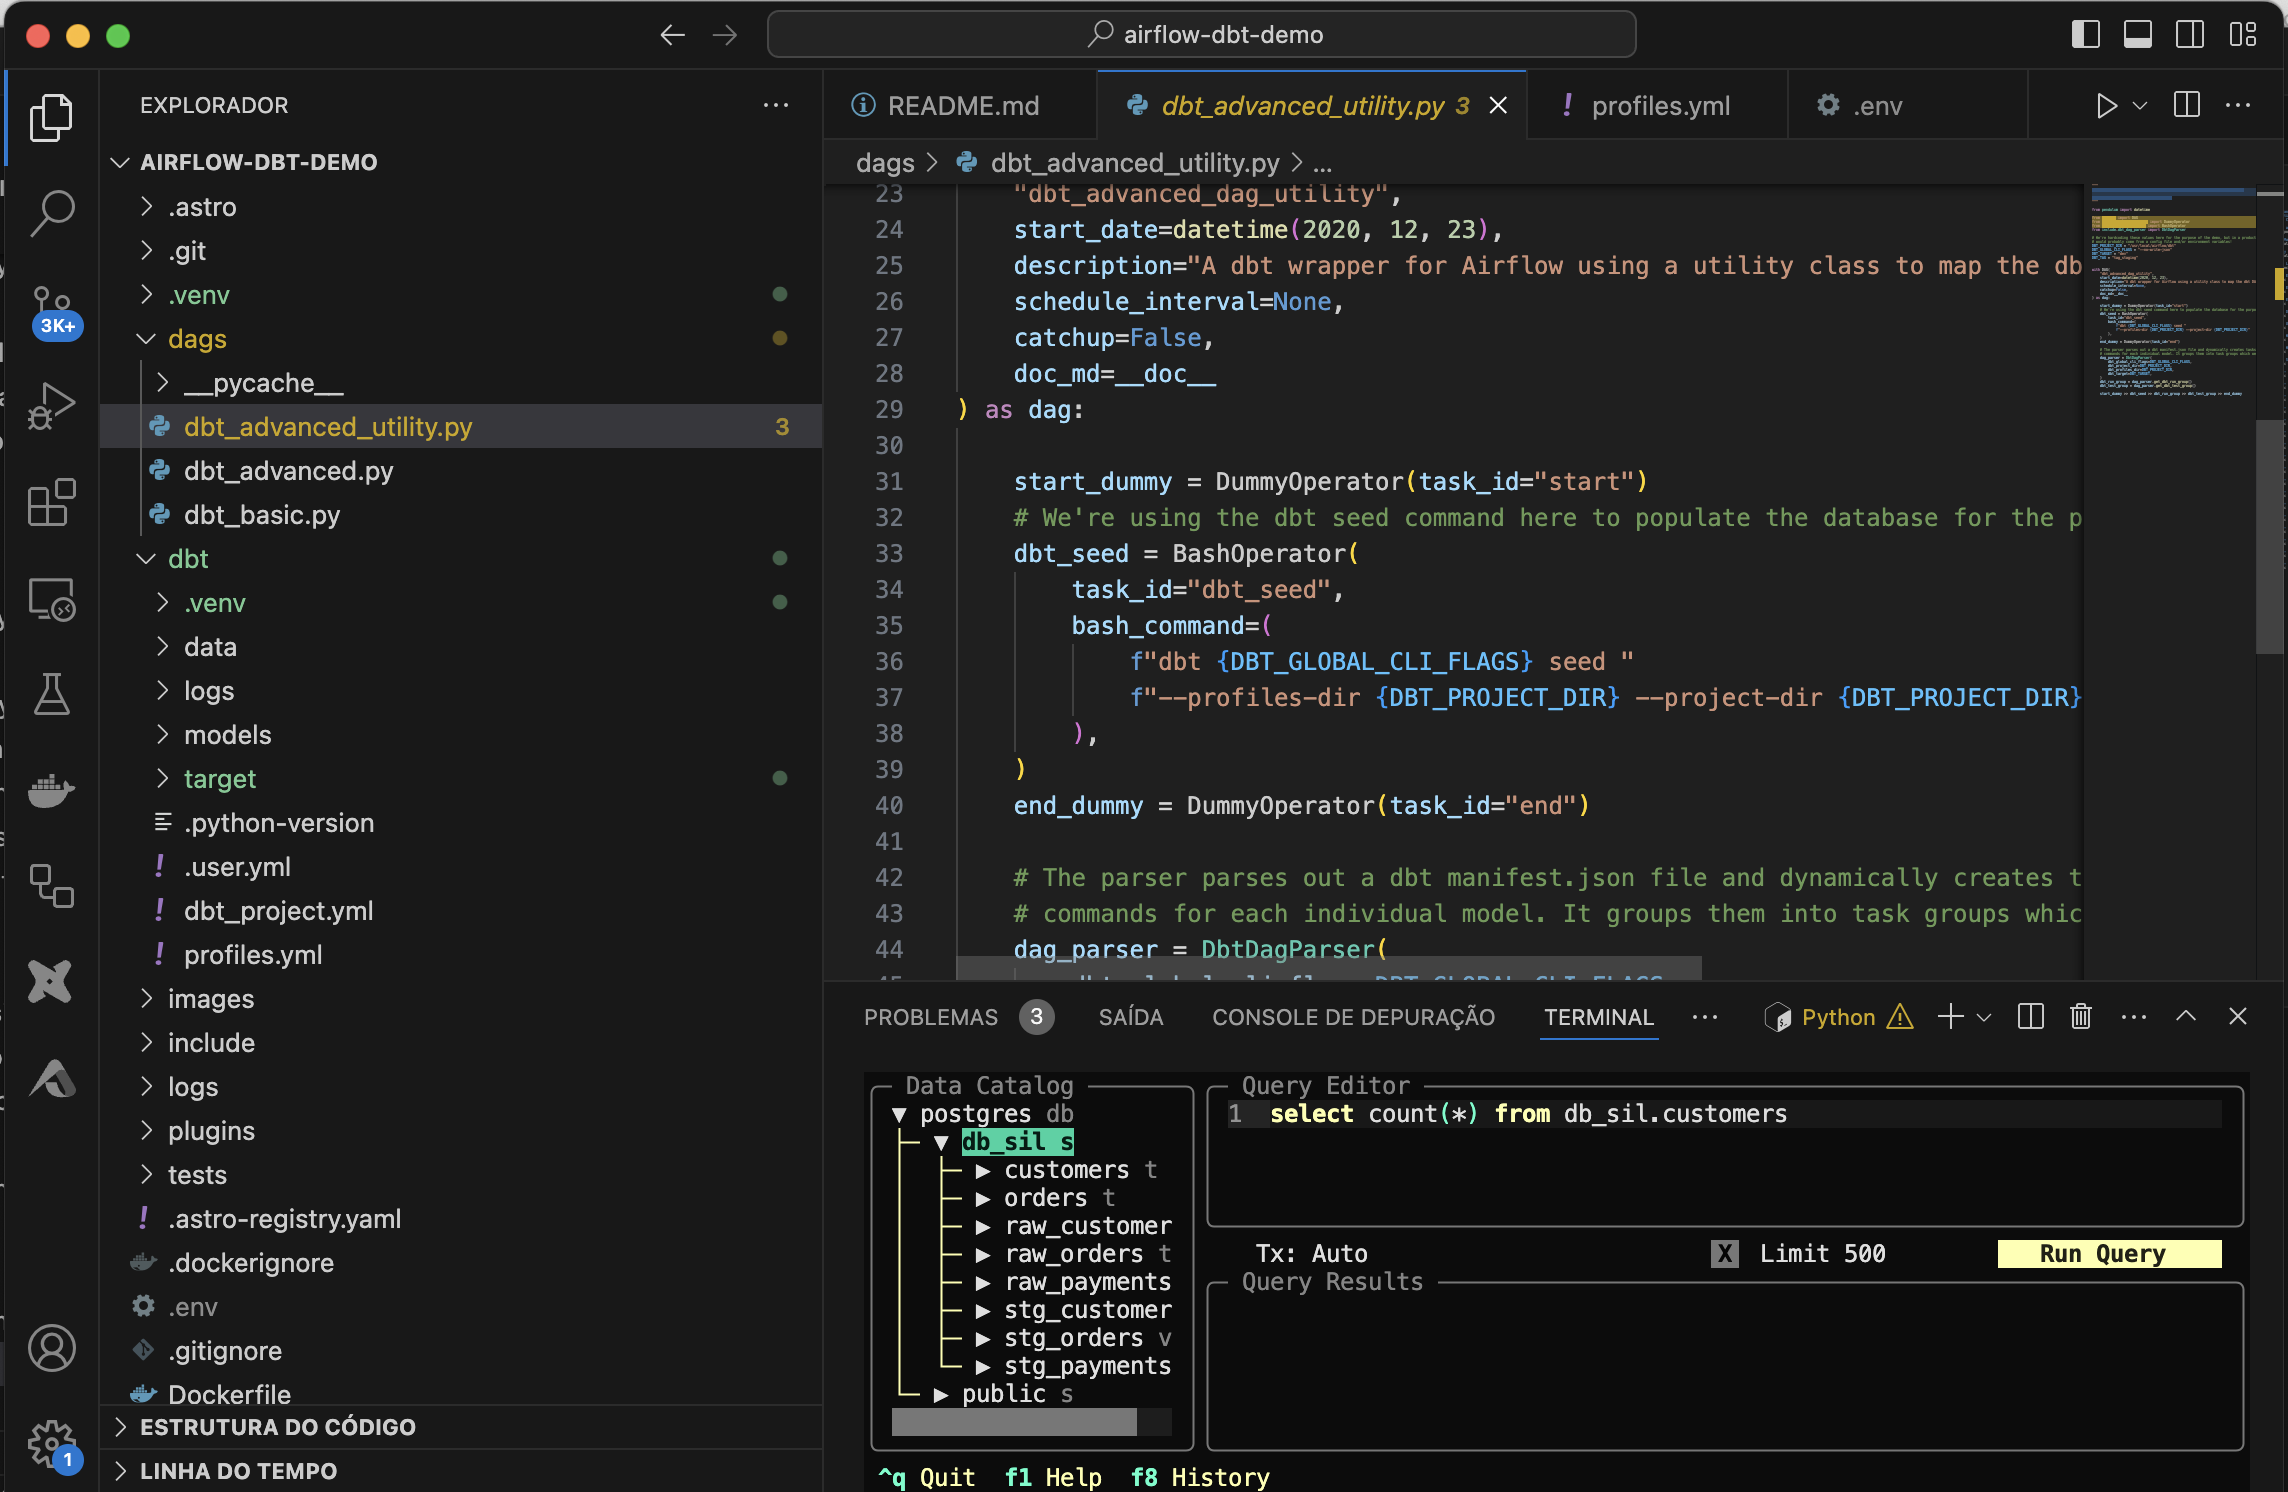 airflow-dbt-demo
EXPLORADOR
AIRFLOW-DBT-DEMO
.astro
.git
.venv
dags
__pycache__
dbt_advanced_utility.py 3
dbt_advanced.py
dbt_basic.py
dbt
.venv
data
logs
models
target
.python-version
.user.yml
dbt_project.yml
profiles.yml
images
include
logs
plugins
tests
.astro-registry.yaml
.dockerignore
.env
.gitignore
Dockerfile
ESTRUTURA DO CÓDIGO
LINHA DO TEMPO
3K+
1
README.md
dbt_advanced_utility.py 3
profiles.yml
.env
dags > dbt_advanced_utility.py > ...
23 "dbt_advanced_dag_utility",
24 start_date=datetime(2020, 12, 23),
25 description="A dbt wrapper for Airflow using a utility class to map the db
26 schedule_interval=None,
27 catchup=False,
28 doc_md=__doc__
29 ) as dag:
30
31 start_dummy = DummyOperator(task_id="start")
32 # We're using the dbt seed command here to populate the database for the p
33 dbt_seed = BashOperator(
34 task_id="dbt_seed",
35 bash_command=(
36 f"dbt {DBT_GLOBAL_CLI_FLAGS} seed "
37 f"--profiles-dir {DBT_PROJECT_DIR} --project-dir {DBT_PROJECT_DIR}
38 ),
39 )
40 end_dummy = DummyOperator(task_id="end")
41
42 # The parser parses out a dbt manifest.json file and dynamically creates t
43 # commands for each individual model. It groups them into task groups whic
44 dag_parser = DbtDagParser(
PROBLEMAS 3 SAÍDA CONSOLE DE DEPURAÇÃO TERMINAL Python
Data Catalog
postgres db
db_sil s
customers t
orders t
raw_customer
raw_orders t
raw_payments
stg_customer
stg_orders v
stg_payments
public s
Query Editor
1 select count(*) from db_sil.customers
Tx: Auto X Limit 500 Run Query
Query Results
^q Quit f1 Help f8 History